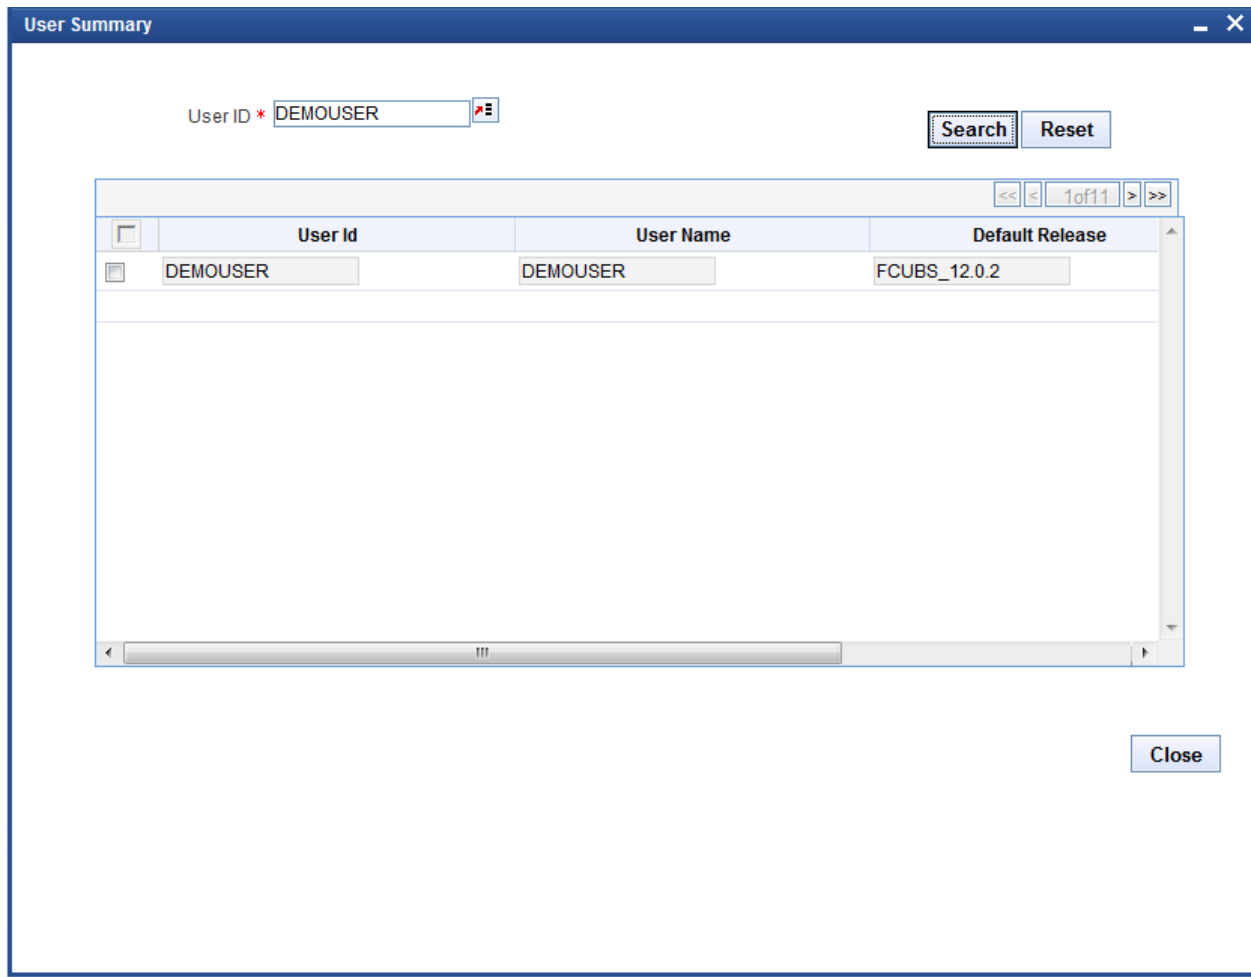 User Summary
User ID * DEMOUSER
Search Reset
<< < 1of11 > >>
User Id User Name Default Release
DEMOUSER DEMOUSER FCUBS_12.0.2
Close